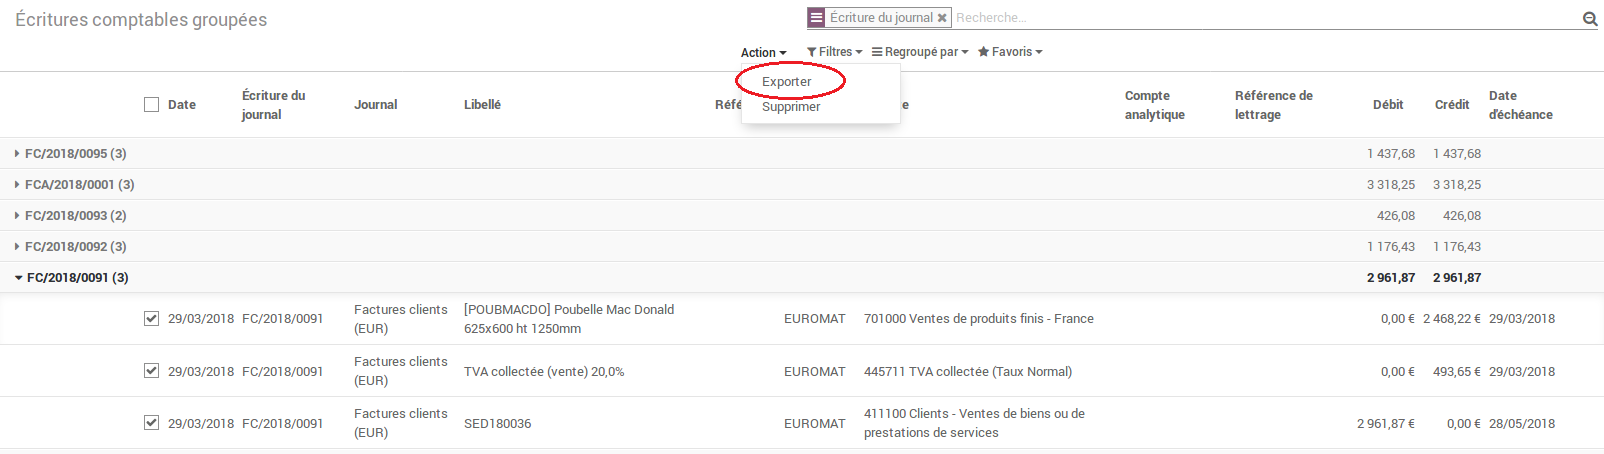 Écritures comptables groupées
Écriture du journal Recherche...
Action Filtres Regroupé par Favoris
Exporter
Supprimer
Date Écriture du journal Journal Libellé Compte analytique Référence de lettrage Débit Crédit Date d'échéance
FC/2018/0095 (3) 1 437,68 1 437,68
FCA/2018/0001 (3) 3 318,25 3 318,25
FC/2018/0093 (2) 426,08 426,08
FC/2018/0092 (3) 1 176,43 1 176,43
FC/2018/0091 (3) 2 961,87 2 961,87
29/03/2018 FC/2018/0091 Factures clients (EUR) [POUBMACDO] Poubelle Mac Donald 625x600 ht 1250mm EUROMAT 701000 Ventes de produits finis - France 0,00 € 2 468,22 € 29/03/2018
29/03/2018 FC/2018/0091 Factures clients (EUR) TVA collectée (vente) 20,0% EUROMAT 445711 TVA collectée (Taux Normal) 0,00 € 493,65 € 29/03/2018
29/03/2018 FC/2018/0091 Factures clients (EUR) SED180036 EUROMAT 411100 Clients - Ventes de biens ou de prestations de services 2 961,87 € 0,00 € 28/05/2018